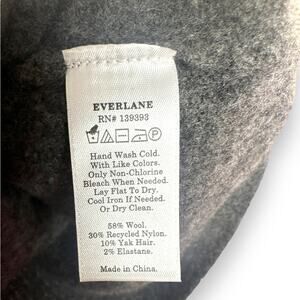 EVERLANE
RN# 139393
Hand Wash Cold.
With Like Colors.
Only Non-Chlorine
Bleach When Needed.
Lay Flat To Dry.
Cool Iron If Needed.
Or Dry Clean.
58% Wool.
30% Recycled Nylon.
10% Yak Hair.
2% Elastane.
Made in China.